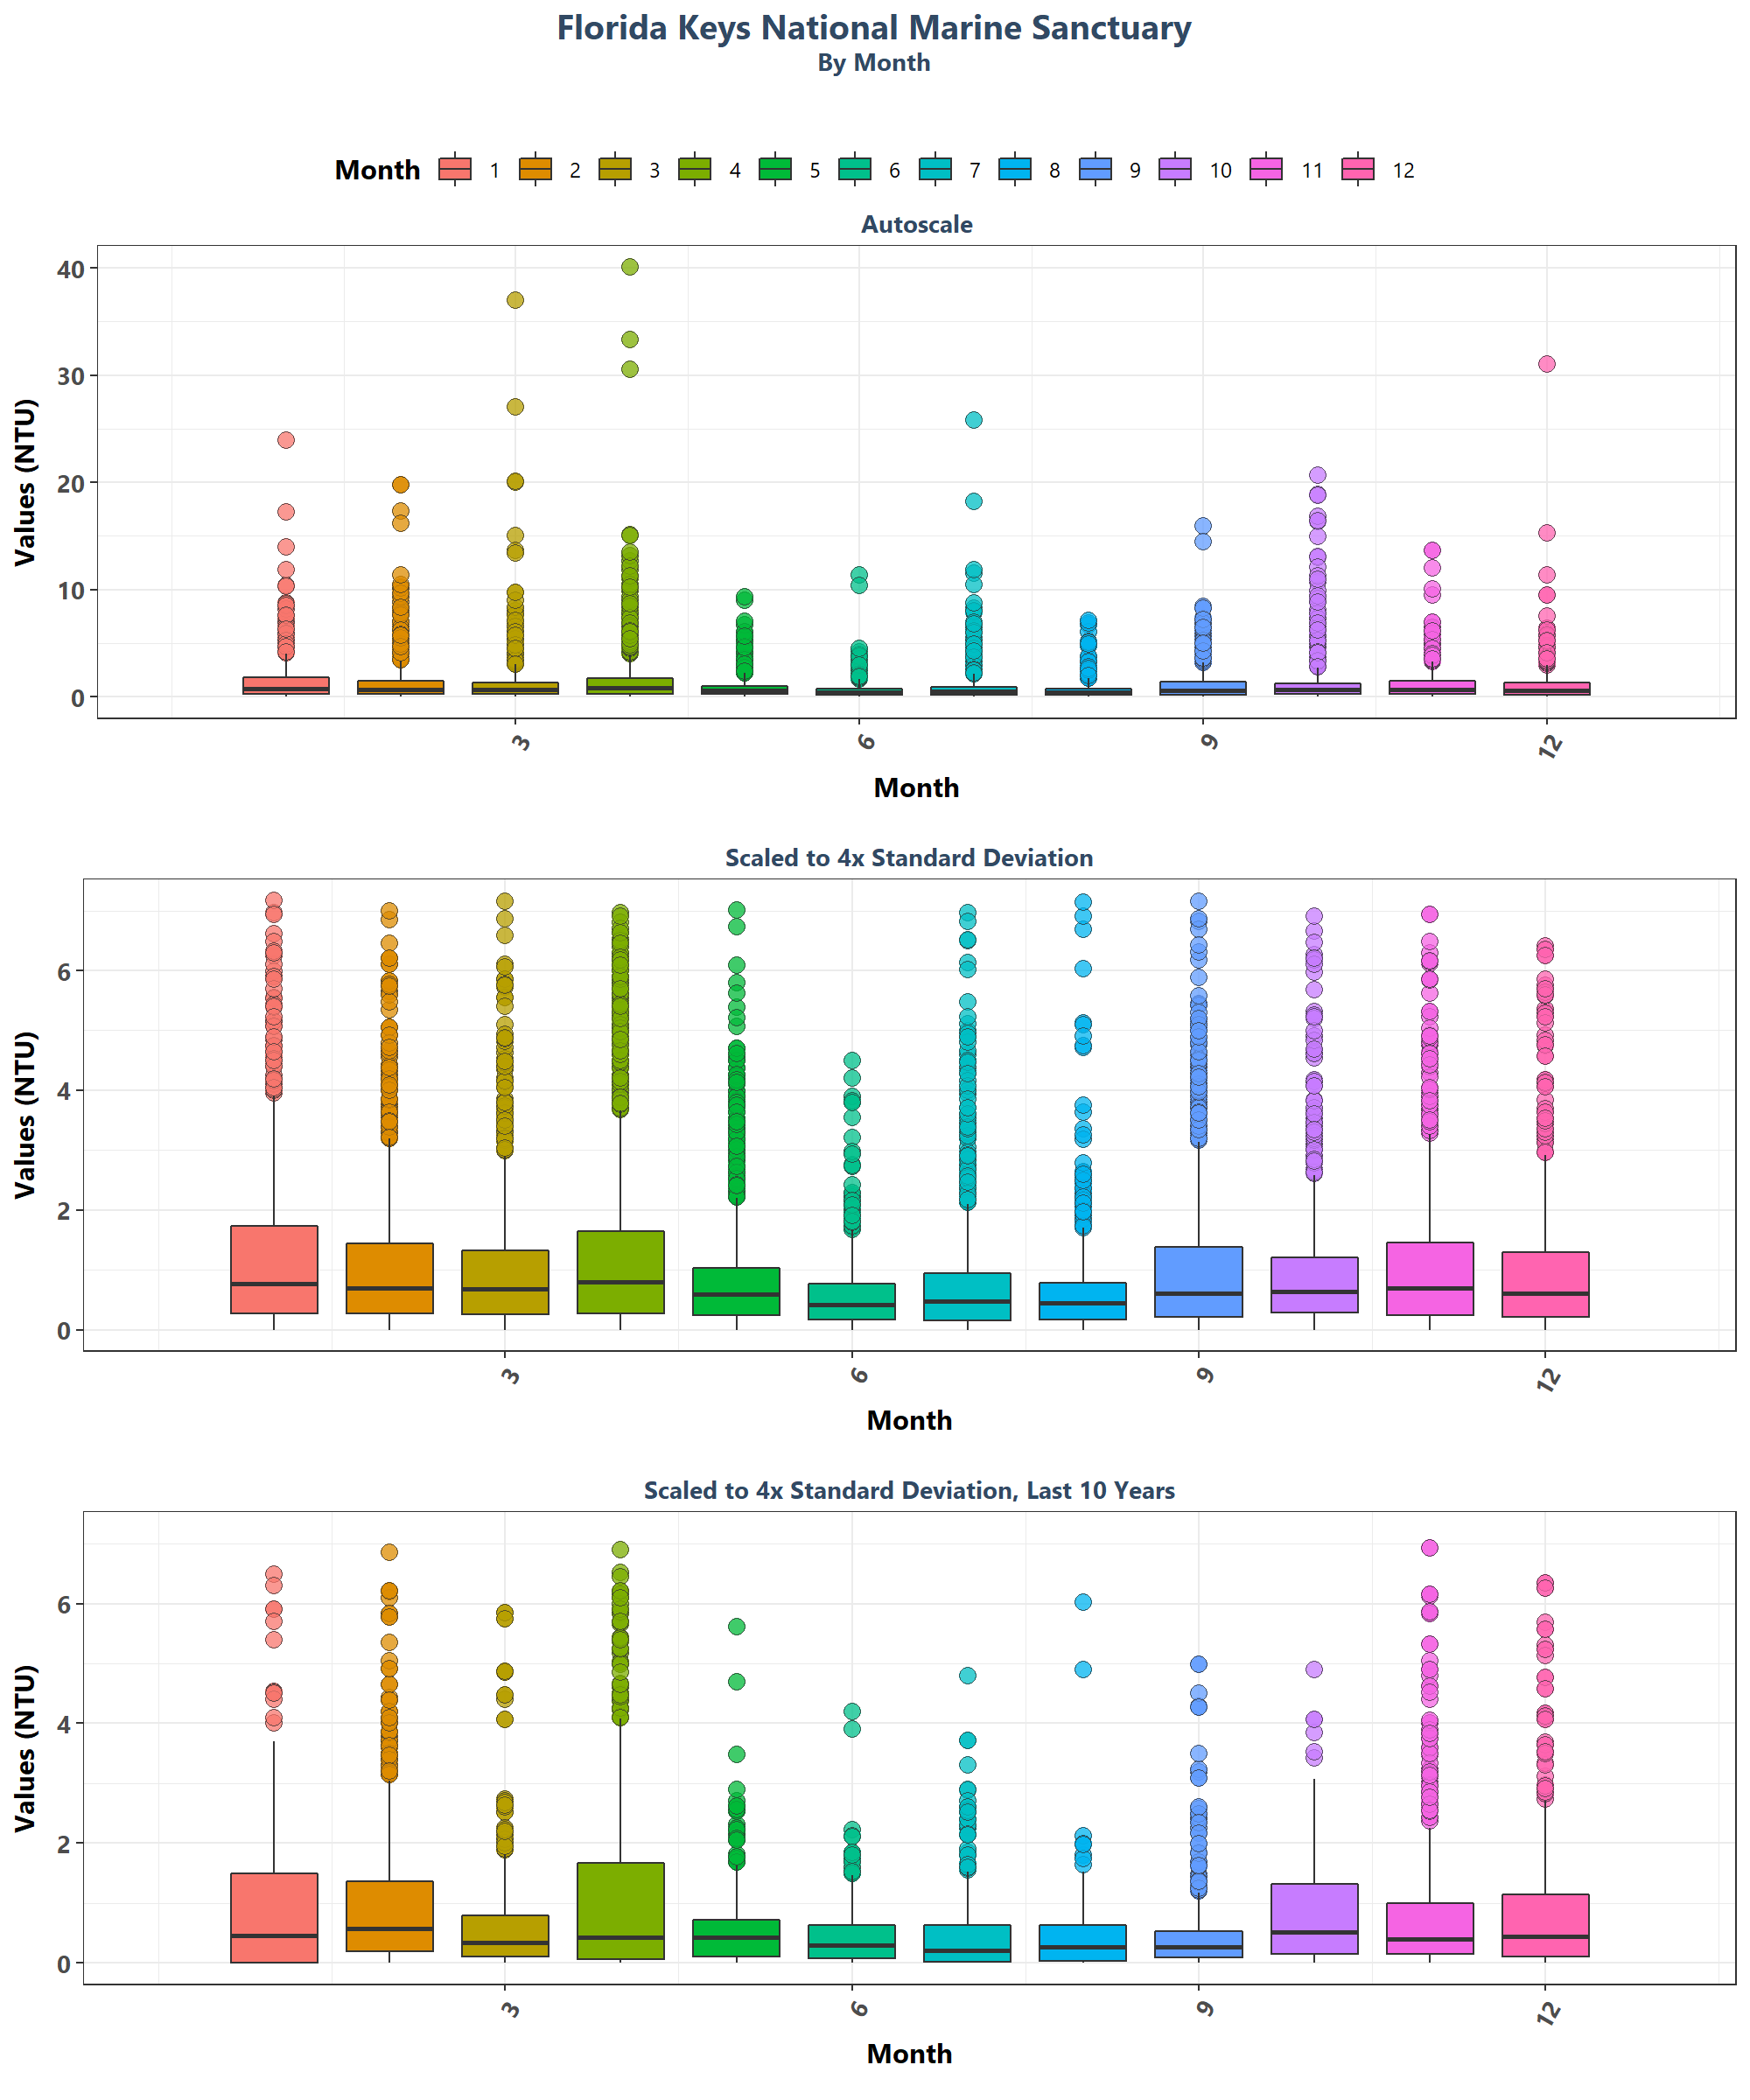 Florida Keys National Marine Sanctuary
By Month
Month 1 2 3 4 5 6 7 8 9 10 11 12
Autoscale
40
30
20
10
0
Values (NTU)
3 6 9 12
Month
Scaled to 4x Standard Deviation
6
4
2
0
Values (NTU)
3 6 9 12
Month
Scaled to 4x Standard Deviation, Last 10 Years
6
4
2
0
Values (NTU)
3 6 9 12
Month